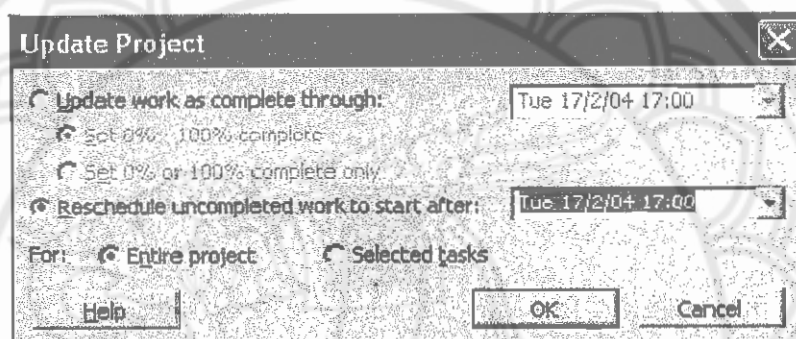 Update Project
Update work as complete through: Tue 17/2/04 17:00
Set 0% - 100% complete
Set 0% or 100% complete only
Reschedule uncompleted work to start after: Tue 17/2/04 17:00
For: Entire project Selected tasks
Help OK Cancel